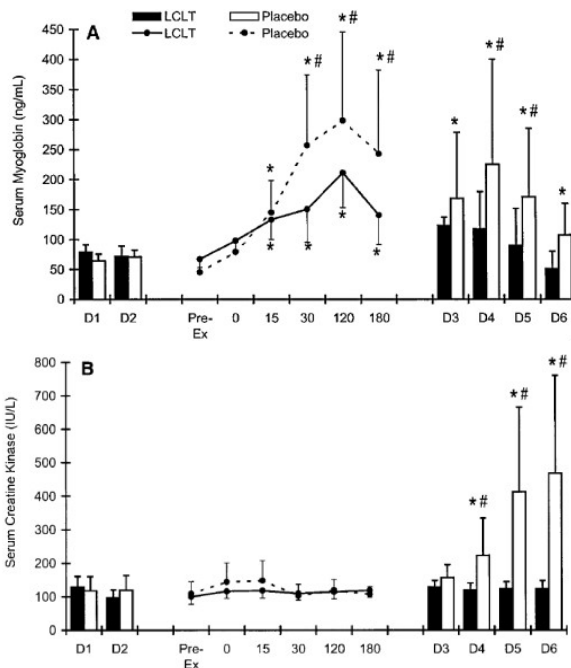 A
LCLT Placebo
LCLT Placebo
Serum Myoglobin (ng/mL)
450
400
350
300
250
200
150
100
50
0
* # * # * # * * * * *
* * # * # *
D1 D2 Pre-Ex 0 15 30 120 180 D3 D4 D5 D6
B
Serum Creatine Kinase (IU/L)
800
700
600
500
400
300
200
100
0
* # * # * #
D1 D2 Pre-Ex 0 15 30 120 180 D3 D4 D5 D6